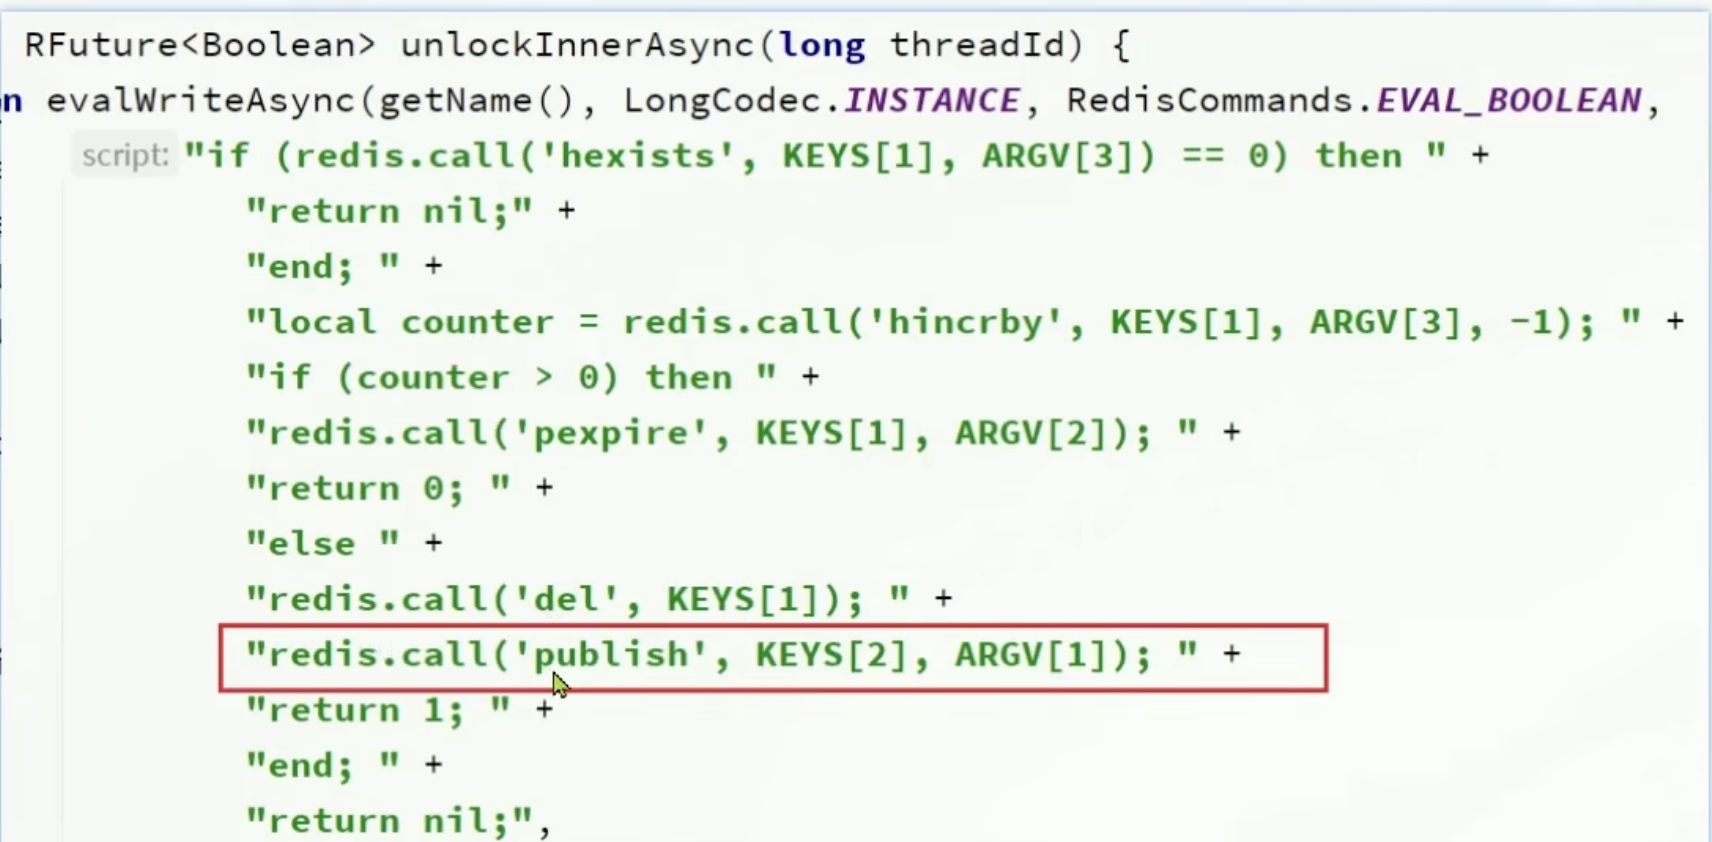 RFuture<Boolean> unlockInnerAsync(long threadId) {
n evalWriteAsync(getName(), LongCodec.INSTANCE, RedisCommands.EVAL_BOOLEAN,
script: "if (redis.call('hexists', KEYS[1], ARGV[3]) == 0) then " +
"return nil;" +
"end; " +
"local counter = redis.call('hincrby', KEYS[1], ARGV[3], -1); " +
"if (counter > 0) then " +
"redis.call('pexpire', KEYS[1], ARGV[2]); " +
"return 0; " +
"else " +
"redis.call('del', KEYS[1]); " +
"redis.call('publish', KEYS[2], ARGV[1]); " +
"return 1; " +
"end; " +
"return nil;",